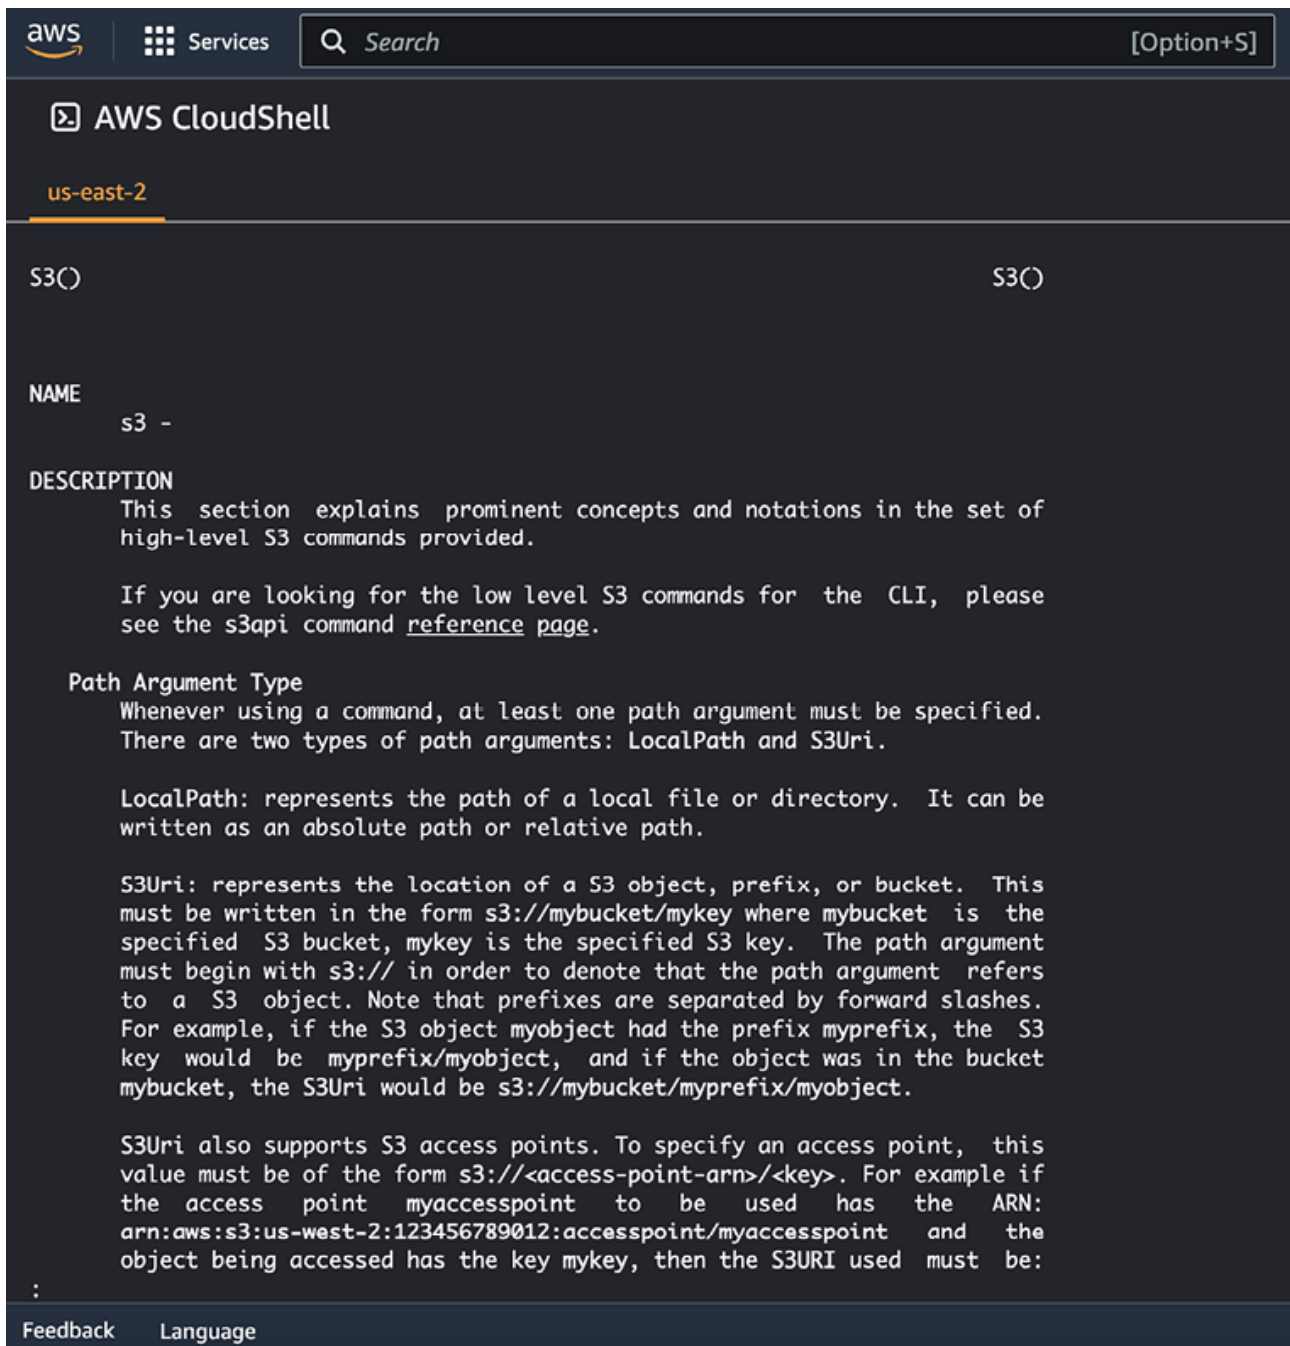 aws Services Search [Option+S]
AWS CloudShell
us-east-2
S3() S3()
NAME
s3 -
DESCRIPTION
This section explains prominent concepts and notations in the set of
high-level S3 commands provided.
If you are looking for the low level S3 commands for the CLI, please
see the s3api command reference page.
Path Argument Type
Whenever using a command, at least one path argument must be specified.
There are two types of path arguments: LocalPath and S3Uri.
LocalPath: represents the path of a local file or directory. It can be
written as an absolute path or relative path.
S3Uri: represents the location of a S3 object, prefix, or bucket. This
must be written in the form s3://mybucket/mykey where mybucket is the
specified S3 bucket, mykey is the specified S3 key. The path argument
must begin with s3:// in order to denote that the path argument refers
to a S3 object. Note that prefixes are separated by forward slashes.
For example, if the S3 object myobject had the prefix myprefix, the S3
key would be myprefix/myobject, and if the object was in the bucket
mybucket, the S3Uri would be s3://mybucket/myprefix/myobject.
S3Uri also supports S3 access points. To specify an access point, this
value must be of the form s3://<access-point-arn>/<key>. For example if
the access point myaccesspoint to be used has the ARN:
arn:aws:s3:us-west-2:123456789012:accesspoint/myaccesspoint and the
object being accessed has the key mykey, then the S3URI used must be:
:
Feedback Language